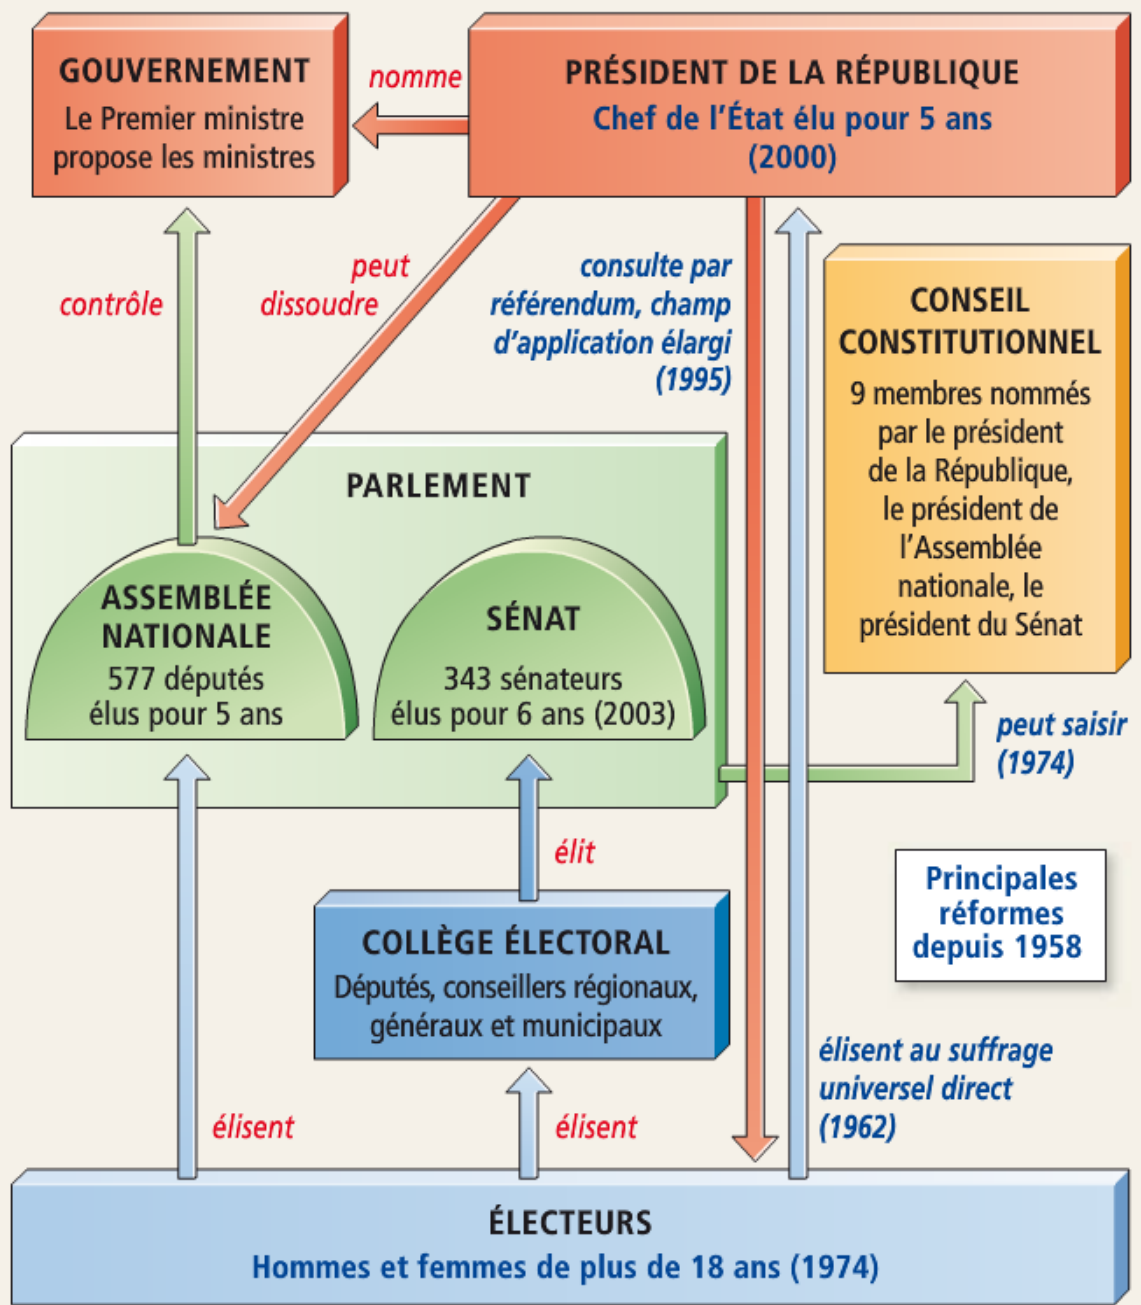 GOUVERNEMENT
Le Premier ministre
propose les ministres
nomme
PRÉSIDENT DE LA RÉPUBLIQUE
Chef de l'État élu pour 5 ans
(2000)
contrôle
peut
dissoudre
consulte par
référendum, champ
d'application élargi
(1995)
CONSEIL
CONSTITUTIONNEL
9 membres nommés
par le président
de la République,
le président de
l'Assemblée
nationale, le
président du Sénat
PARLEMENT
ASSEMBLÉE
NATIONALE
577 députés
élus pour 5 ans
SÉNAT
343 sénateurs
élus pour 6 ans (2003)
peut saisir
(1974)
élit
Principales
réformes
depuis 1958
COLLÈGE ÉLECTORAL
Députés, conseillers régionaux,
généraux et municipaux
élisent
élisent
élisent au suffrage
universel direct
(1962)
ÉLECTEURS
Hommes et femmes de plus de 18 ans (1974)